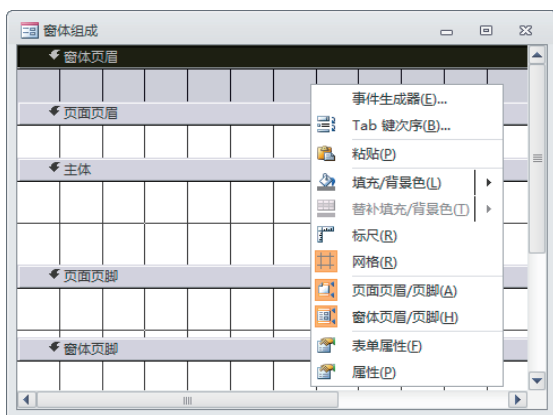 窗体组成
窗体页眉
页面页眉
主体
页面页脚
窗体页脚
事件生成器(E)...
Tab 键次序(B)...
粘贴(P)
填充/背景色(L)
替补填充/背景色(T)
标尺(R)
网格(R)
页面页眉/页脚(A)
窗体页眉/页脚(H)
表单属性(F)
属性(P)